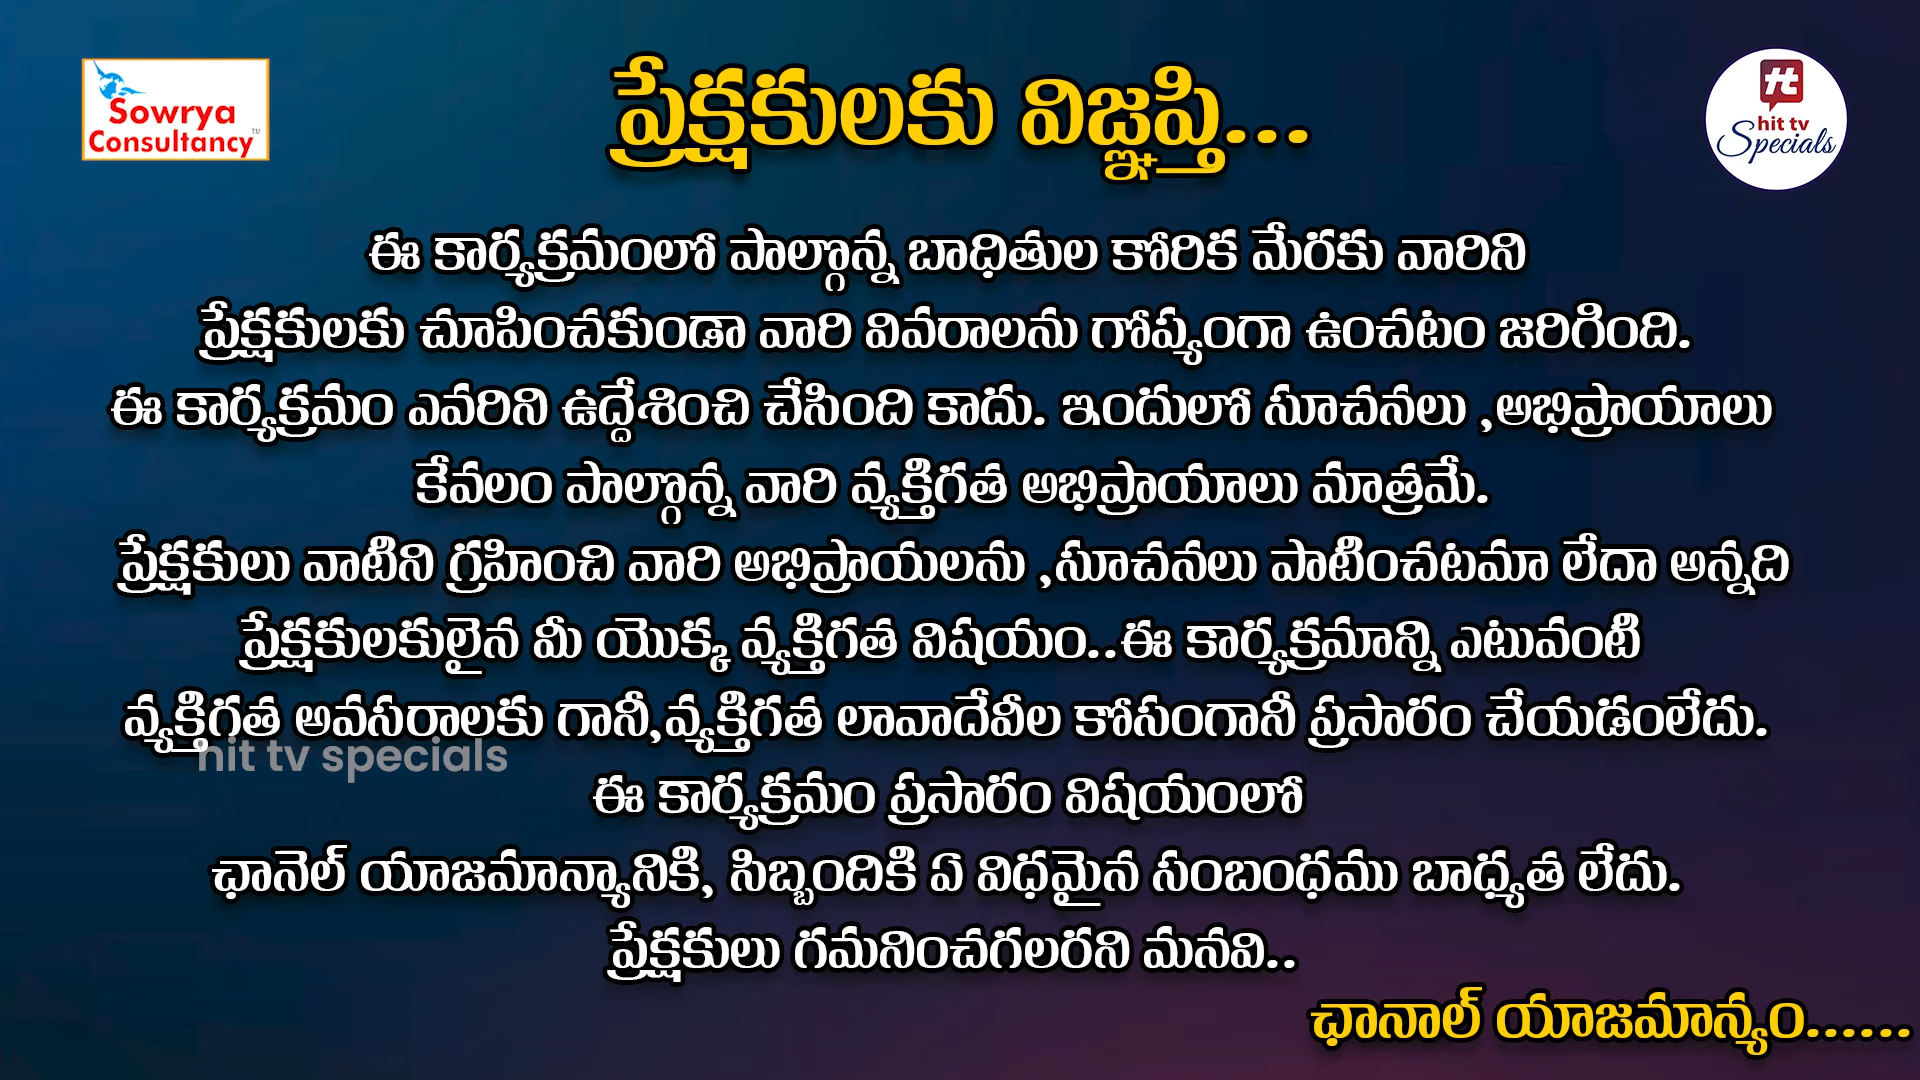 Sowrya
Consultancy
TM
ప్రేక్షకులకు విజ్ఞప్తి...
hit tv
Specials
ఈ కార్యక్రమంలో పాల్గొన్న బాధితుల కోరిక మేరకు వారిని
ప్రేక్షకులకు చూపించకుండా వారి వివరాలను గోప్యంగా ఉంచటం జరిగింది.
ఈ కార్యక్రమం ఎవరిని ఉద్దేశించి చేసింది కాదు. ఇందులో సూచనలు ,అభిప్రాయాలు
కేవలం పాల్గొన్న వారి వ్యక్తిగత అభిప్రాయాలు మాత్రమే.
ప్రేక్షకులు వాటిని గ్రహించి వారి అభిప్రాయలను ,సూచనలు పాటించటమా లేదా అన్నది
ప్రేక్షకులకులైన మీ యొక్క వ్యక్తిగత విషయం..ఈ కార్యక్రమాన్ని ఎటువంటి
వ్యక్తిగత అవసరాలకు గానీ,వ్యక్తిగత లావాదేవీల కోసంగానీ ప్రసారం చేయడంలేదు.
hit tv specials
ఈ కార్యక్రమం ప్రసారం విషయంలో
ఛానెల్ యాజమాన్యానికి, సిబ్బందికి ఏ విధమైన సంబంధము బాధ్యత లేదు.
ప్రేక్షకులు గమనించగలరని మనవి..
ఛానాల్ యాజమాన్యం......